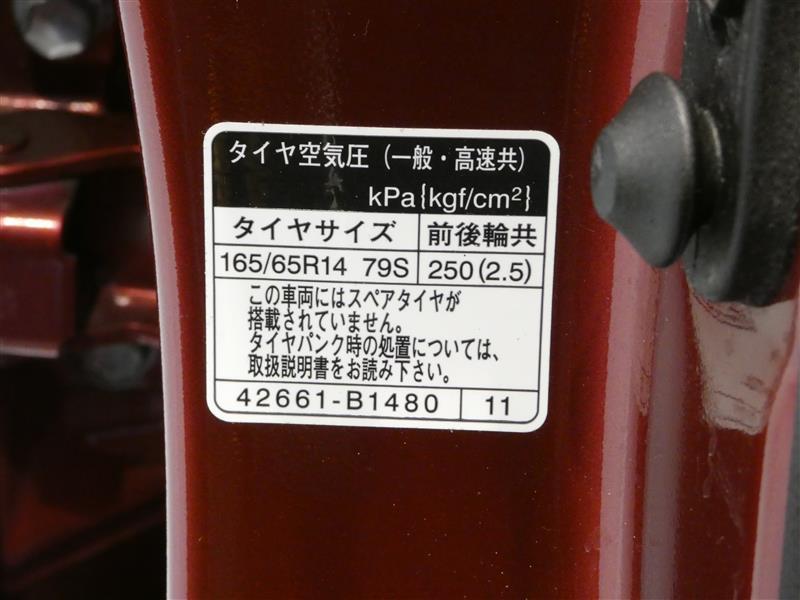 タイヤ空気圧（一般・高速共）
kPa{kgf/cm²}
タイヤサイズ 前後輪共
165/65R14 79S 250(2.5)
この車両にはスペアタイヤが
搭載されていません。
タイヤパンク時の処置については、
取扱説明書をお読み下さい。
42661-B1480 11